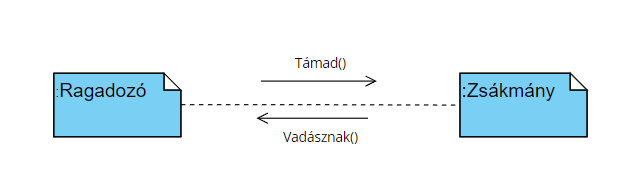 Támad()
:Ragadozó
:Zsákmány
Vadásznak()